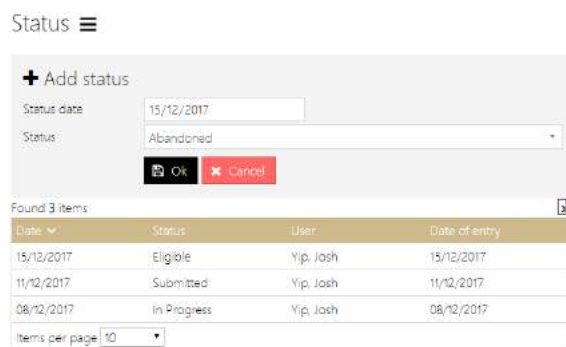 Status
Add status
Status date 15/12/2017
Status Abandoned
Ok Cancel
Found 3 items
Date Status User Date of entry
15/12/2017 Eligible Yip, Josh 15/12/2017
11/12/2017 Submitted Yip, Josh 11/12/2017
08/12/2017 In Progress Yip, Josh 08/12/2017
Items per page 10